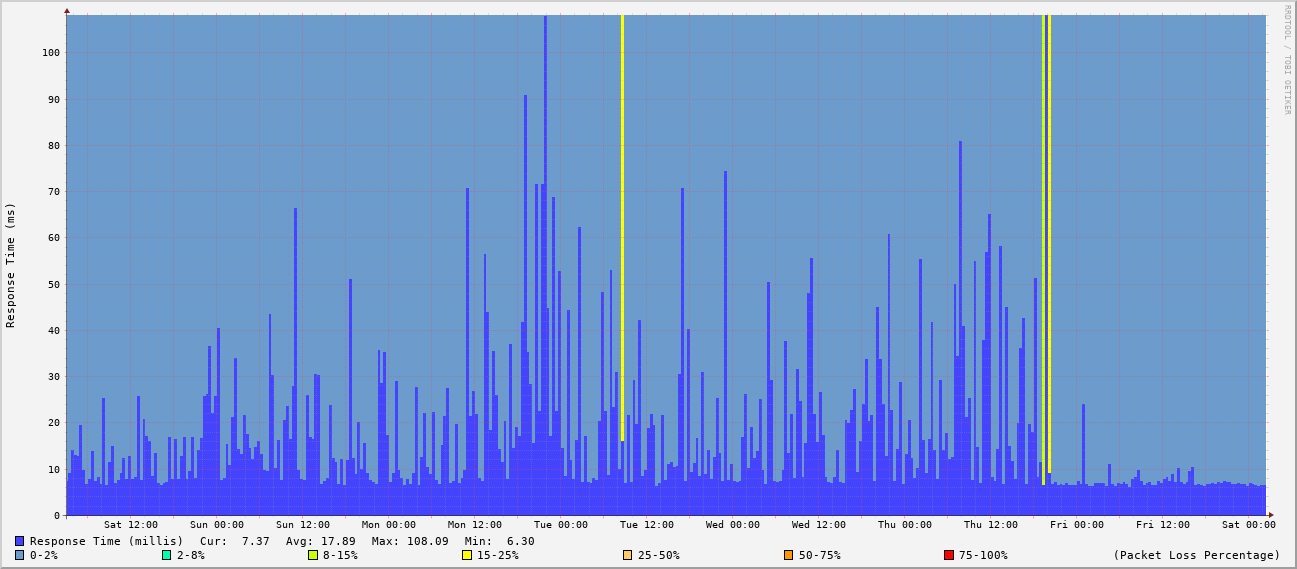 RRDTOOL / TOBI OETIKER
Response Time (ms)
100
90
80
70
60
50
40
30
20
10
0
Sat 12:00 Sun 00:00 Sun 12:00 Mon 00:00 Mon 12:00 Tue 00:00 Tue 12:00 Wed 00:00 Wed 12:00 Thu 00:00 Thu 12:00 Fri 00:00 Fri 12:00 Sat 00:00
Response Time (millis) Cur: 7.37 Avg: 17.89 Max: 108.09 Min: 6.30
0-2% 2-8% 8-15% 15-25% 25-50% 50-75% 75-100% (Packet Loss Percentage)